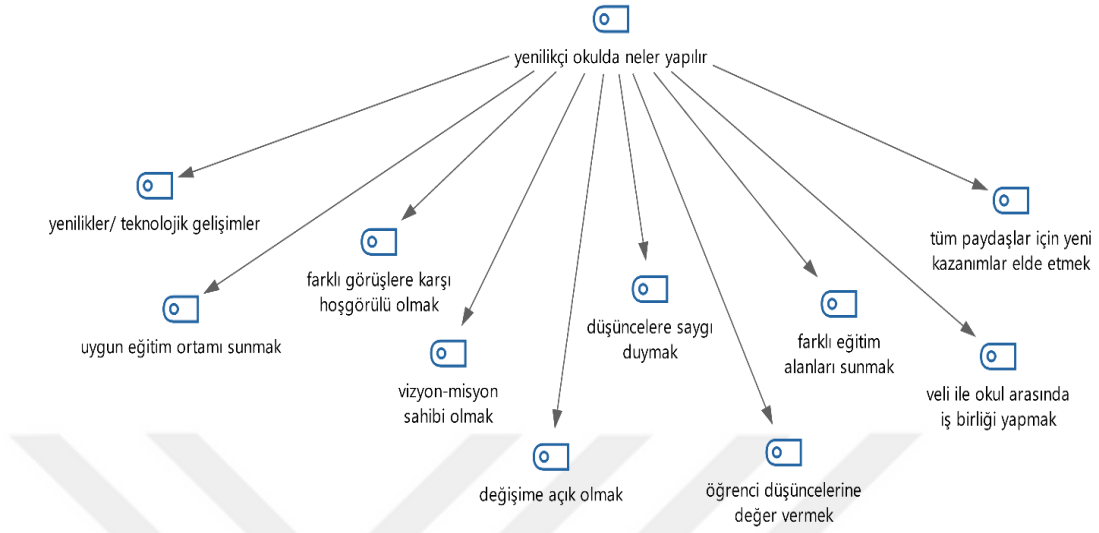 yenilikçi okulda neler yapılır
yenilikler/ teknolojik gelişimler
uygun eğitim ortamı sunmak
farklı görüşlere karşı
hoşgörülü olmak
vizyon-misyon
sahibi olmak
değişime açık olmak
düşüncelere saygı
duymak
öğrenci düşüncelerine
değer vermek
farklı eğitim
alanları sunmak
veli ile okul arasında
iş birliği yapmak
tüm paydaşlar için yeni
kazanımlar elde etmek